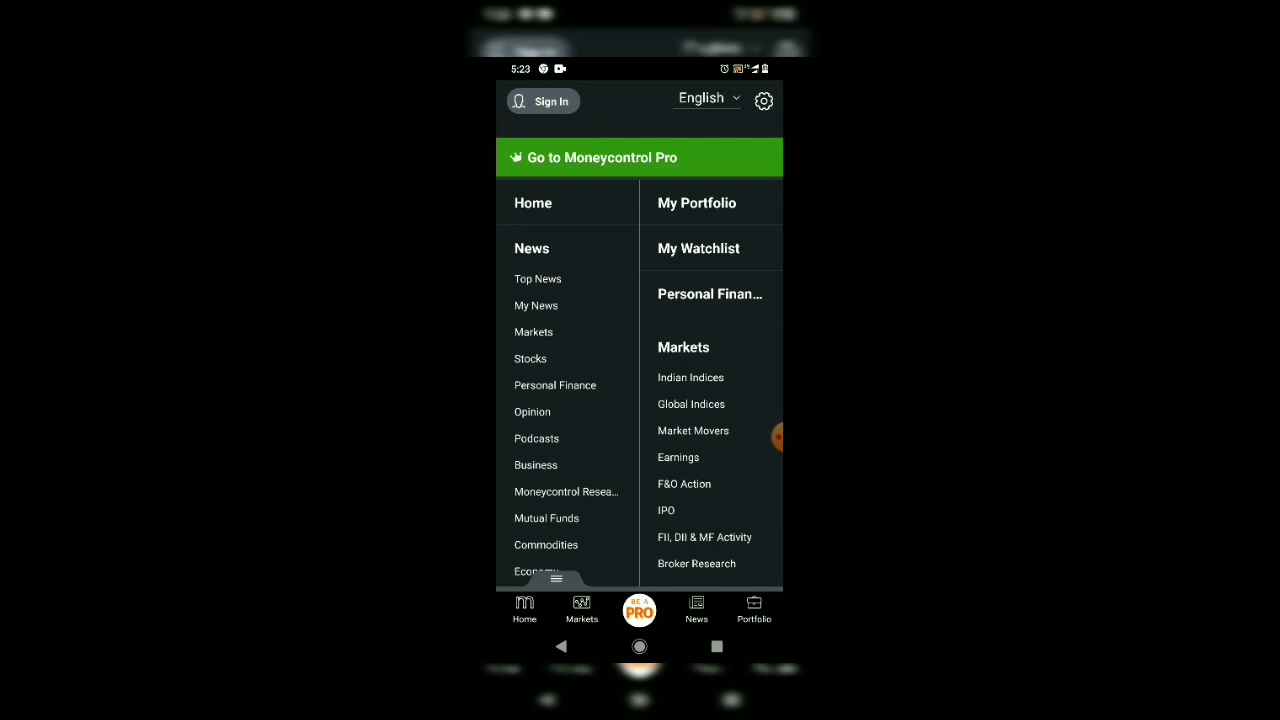 5:23
Sign In
English
Go to Moneycontrol Pro
Home
News
Top News
My News
Markets
Stocks
Personal Finance
Opinion
Podcasts
Business
Moneycontrol Resea...
Mutual Funds
Commodities
My Portfolio
My Watchlist
Personal Finan...
Markets
Indian Indices
Global Indices
Market Movers
Earnings
F&O Action
IPO
FII, DII & MF Activity
Broker Research
Home
Markets
BE A
PRO
News
Portfolio